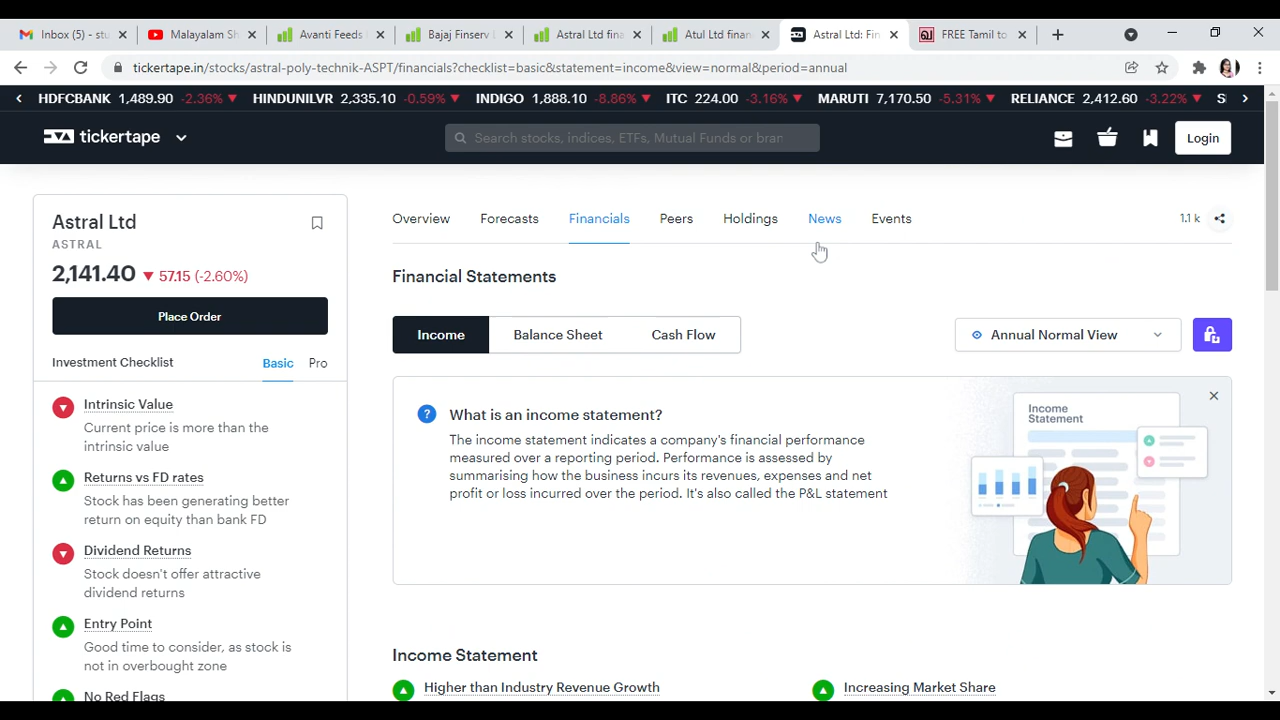 Inbox (5) - stu
Malayalam Sh
Avanti Feeds
Bajaj Finserv L
Astral Ltd fina
Atul Ltd finan
Astral Ltd: Fin
FREE Tamil to
tickertape.in/stocks/astral-poly-technik-ASPT/financials?checklist=basic&statement=income&view=normal&period=annual
HDFCBANK 1,489.90 -2.36% HINDUNILVR 2,335.10 -0.59% INDIGO 1,888.10 -8.86% ITC 224.00 -3.16% MARUTI 7,170.50 -5.31% RELIANCE 2,412.60 -3.22% S
tickertape
Search stocks, indices, ETFs, Mutual Funds or bran
Login
Astral Ltd
ASTRAL
2,141.40 57.15 (-2.60%)
Place Order
Investment Checklist Basic Pro
Intrinsic Value
Current price is more than the
intrinsic value
Returns vs FD rates
Stock has been generating better
return on equity than bank FD
Dividend Returns
Stock doesn't offer attractive
dividend returns
Entry Point
Good time to consider, as stock is
not in overbought zone
No Red Flags
Overview Forecasts Financials Peers Holdings News Events
1.1 k
Financial Statements
Income Balance Sheet Cash Flow
Annual Normal View
? What is an income statement?
The income statement indicates a company's financial performance
measured over a reporting period. Performance is assessed by
summarising how the business incurs its revenues, expenses and net
profit or loss incurred over the period. It's also called the P&L statement
Income
Statement
Income Statement
Higher than Industry Revenue Growth
Increasing Market Share